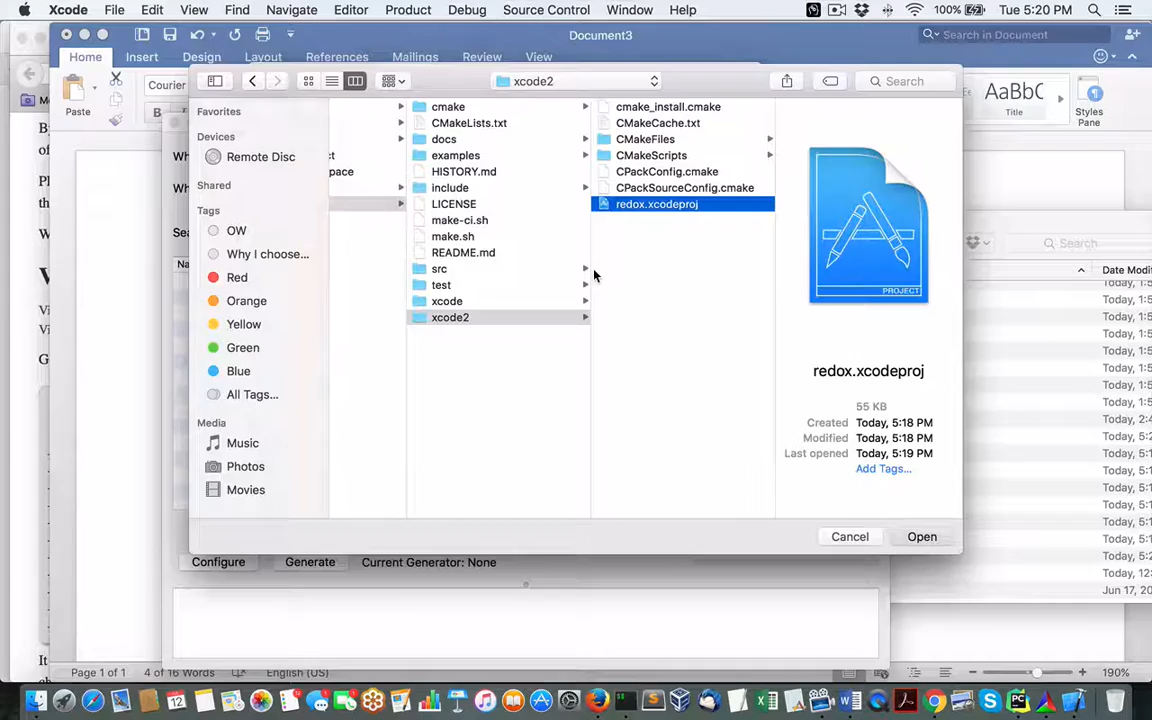 Xcode File Edit View Find Navigate Editor Product Debug Source Control Window Help 100% Tue 5:20 PM
Document3
Search in Document
Home Insert Design Layout References Mailings Review View
xcode2
Search
Paste
Courier
AaBbC
Title
Styles
Pane
Favorites
Devices
Remote Disc
Shared
Tags
OW
Why I choose...
Red
Orange
Yellow
Green
Blue
All Tags...
Media
Music
Photos
Movies
cmake
CMakeLists.txt
docs
examples
HISTORY.md
include
LICENSE
make-ci.sh
make.sh
README.md
src
test
xcode
xcode2
cmake_install.cmake
CMakeCache.txt
CMakeFiles
CMakeScripts
CPackConfig.cmake
CPackSourceConfig.cmake
redox.xcodeproj
PROJECT
redox.xcodeproj
55 KB
Created Today, 5:18 PM
Modified Today, 5:18 PM
Last opened Today, 5:19 PM
Add Tags...
Cancel Open
Search
Date Modif
Configure Generate Current Generator: None
Page 1 of 1 4 of 16 Words English (US) 190%